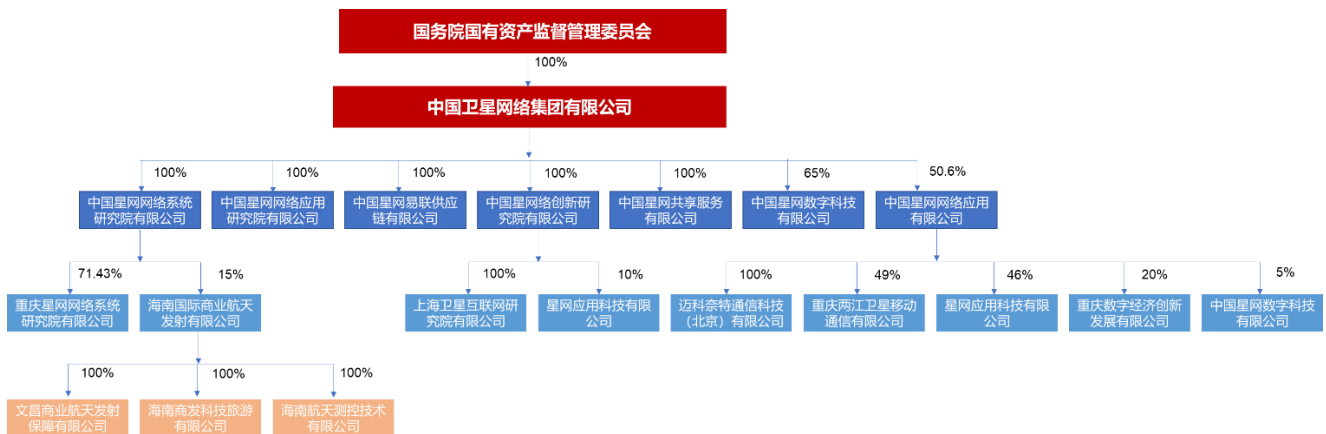 国务院国有资产监督管理委员会
100%
中国卫星网络集团有限公司
100%
100%
100%
100%
100%
65%
50.6%
中国星网网络系统
研究院有限公司
中国星网网络应用
研究院有限公司
中国星网易联供应
链有限公司
中国星网网络创新研
究院有限公司
中国星网共享服务
有限公司
中国星网数字科技
有限公司
中国星网网络应用
有限公司
71.43%
15%
100%
10%
100%
49%
46%
20%
5%
重庆星网网络系统
研究院有限公司
海南国际商业航天
发射有限公司
上海卫星互联网研
究院有限公司
星网应用科技有限
公司
迈科奈特通信科技
（北京）有限公司
重庆两江卫星移动
通信有限公司
星网应用科技有限
公司
重庆数字经济创新
发展有限公司
中国星网数字科技
有限公司
100%
100%
100%
文昌商业航天发射
保障有限公司
海南商发科技旅游
有限公司
海南航天测控技术
有限公司